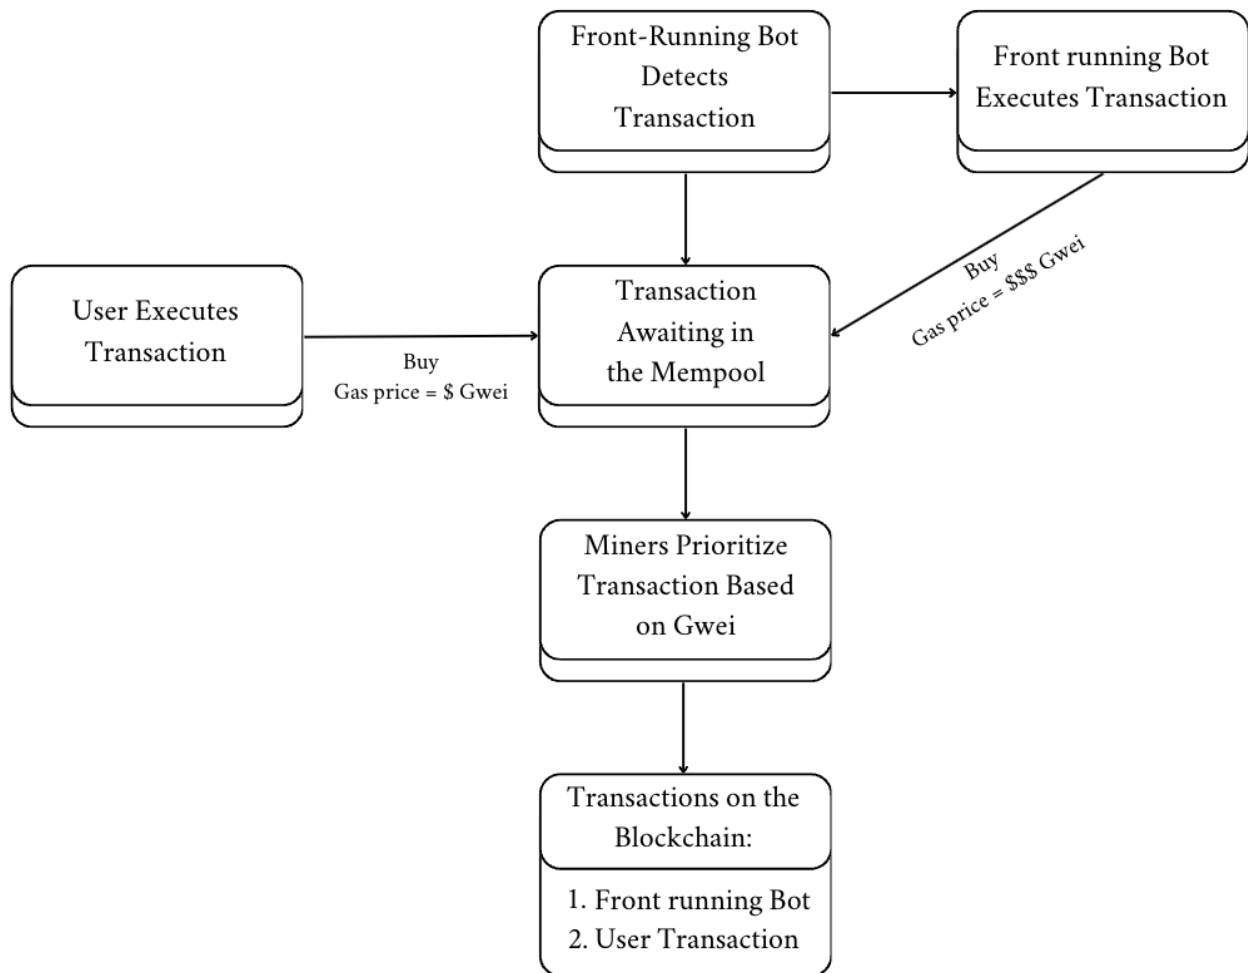 Front-Running Bot
Detects
Transaction
Front running Bot
Executes Transaction
User Executes
Transaction
Buy
Gas price = $ Gwei
Transaction
Awaiting in
the Mempool
Buy
Gas price = $$$ Gwei
Miners Prioritize
Transaction Based
on Gwei
Transactions on the
Blockchain:
1. Front running Bot
2. User Transaction